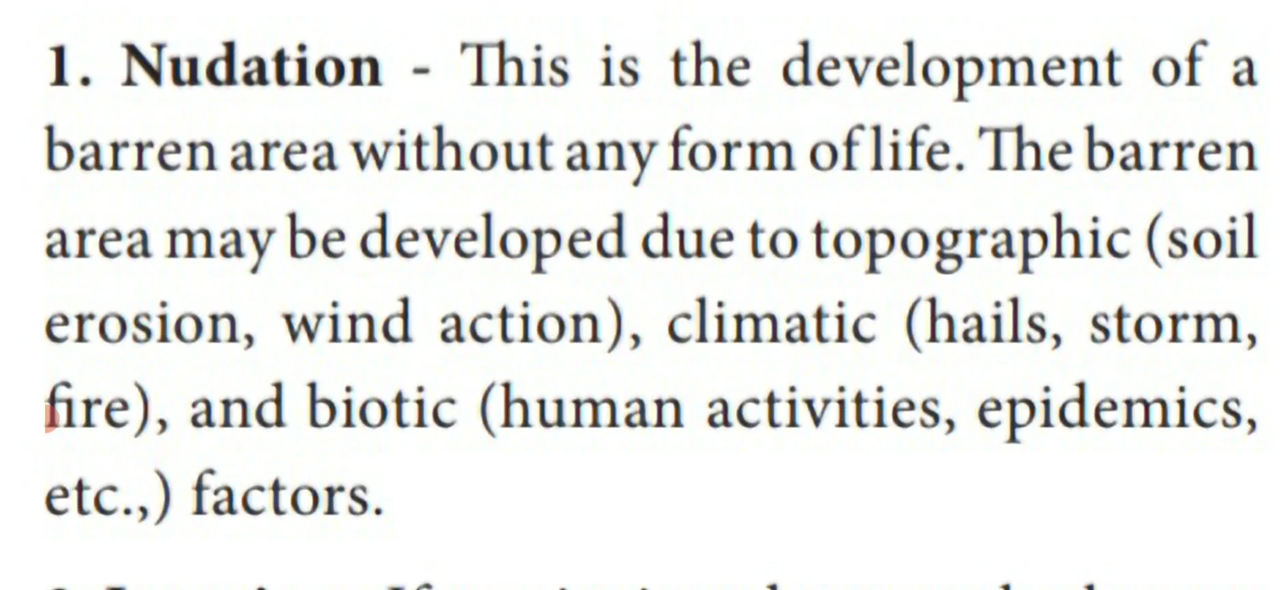 1. Nudation - This is the development of a
barren area without any form of life. The barren
area may be developed due to topographic (soil
erosion, wind action), climatic (hails, storm,
fire), and biotic (human activities, epidemics,
etc.,) factors.